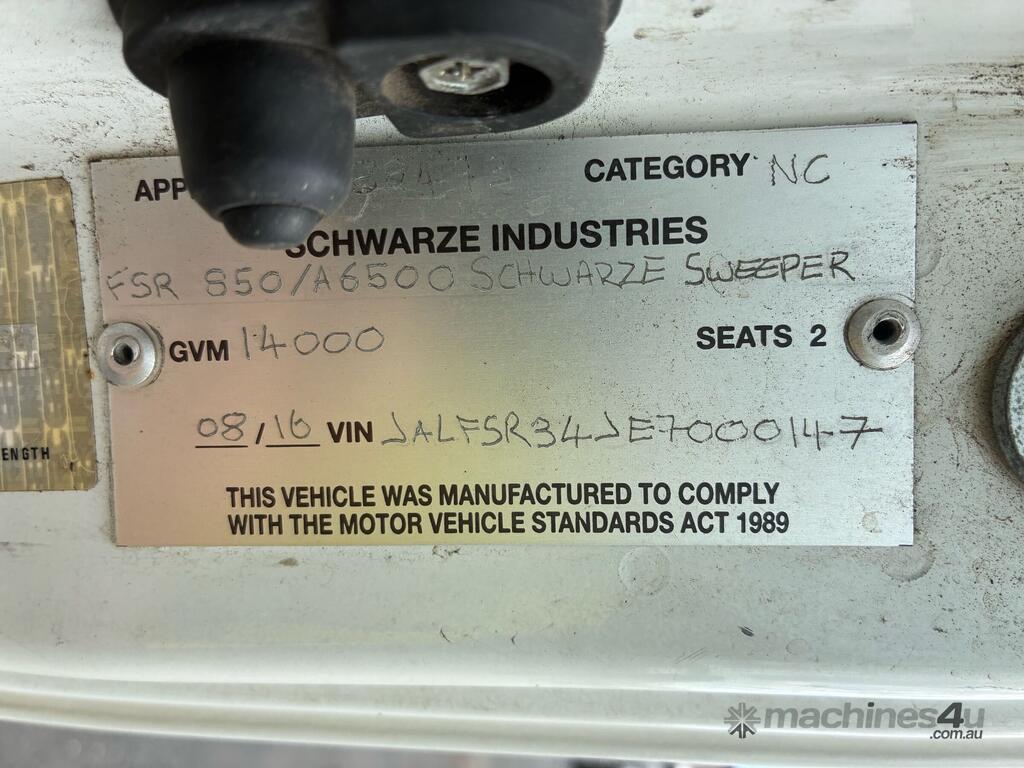 CATEGORY NC
SCHWARZE INDUSTRIES
FSR 850/A6500 SCHWARZE SWEEPER
GVM 14000
SEATS 2
08/16 VIN JALFSR34JE7000147
THIS VEHICLE WAS MANUFACTURED TO COMPLY
WITH THE MOTOR VEHICLE STANDARDS ACT 1989
machines4u
.com.au